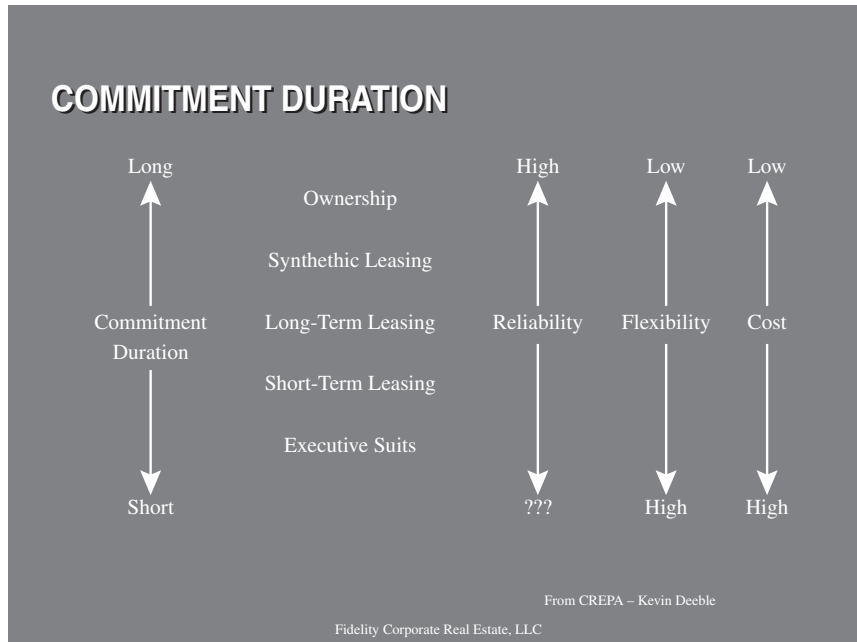 COMMITMENT DURATION
Long
High
Low
Low
Ownership
Synthethic Leasing
Commitment
Duration
Long-Term Leasing
Reliability
Flexibility
Cost
Short-Term Leasing
Executive Suits
Short
???
High
High
From CREPA – Kevin Deeble
Fidelity Corporate Real Estate, LLC